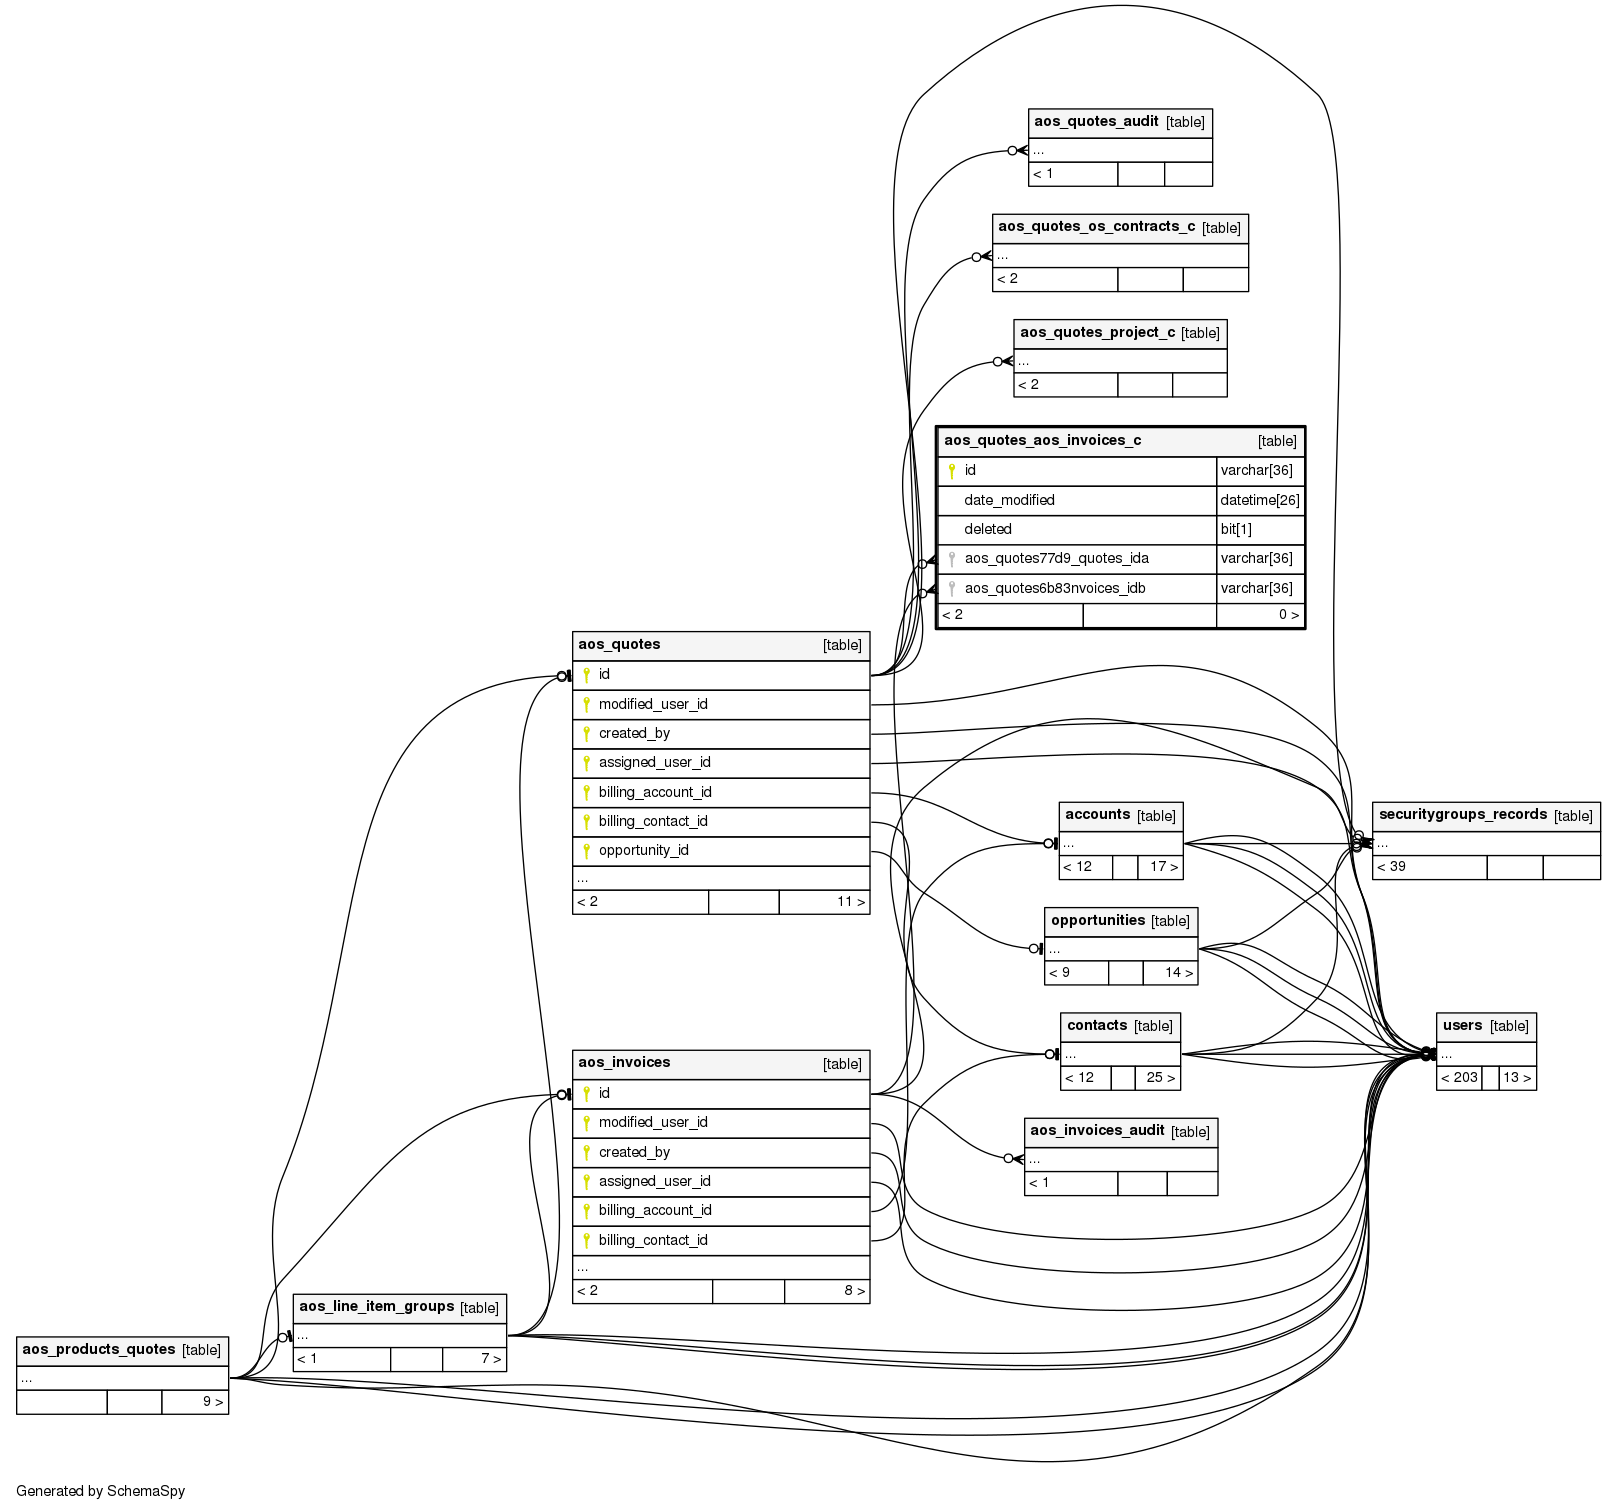 aos_quotes_audit [table]
...
< 1
aos_quotes_os_contracts_c [table]
...
< 2
aos_quotes_project_c [table]
...
< 2
aos_quotes_aos_invoices_c [table]
id varchar[36]
date_modified datetime[26]
deleted bit[1]
aos_quotes77d9_quotes_ida varchar[36]
aos_quotes6b83nvoices_idb varchar[36]
< 2 0 >
aos_quotes [table]
id
modified_user_id
created_by
assigned_user_id
billing_account_id
billing_contact_id
opportunity_id
...
< 2 11 >
accounts [table]
...
< 12 17 >
securitygroups_records [table]
...
< 39
opportunities [table]
...
< 9 14 >
contacts [table]
...
< 12 25 >
users [table]
...
< 203 13 >
aos_invoices [table]
id
modified_user_id
created_by
assigned_user_id
billing_account_id
billing_contact_id
...
< 2 8 >
aos_invoices_audit [table]
...
< 1
aos_line_item_groups [table]
...
< 1 7 >
aos_products_quotes [table]
...
9 >
Generated by SchemaSpy